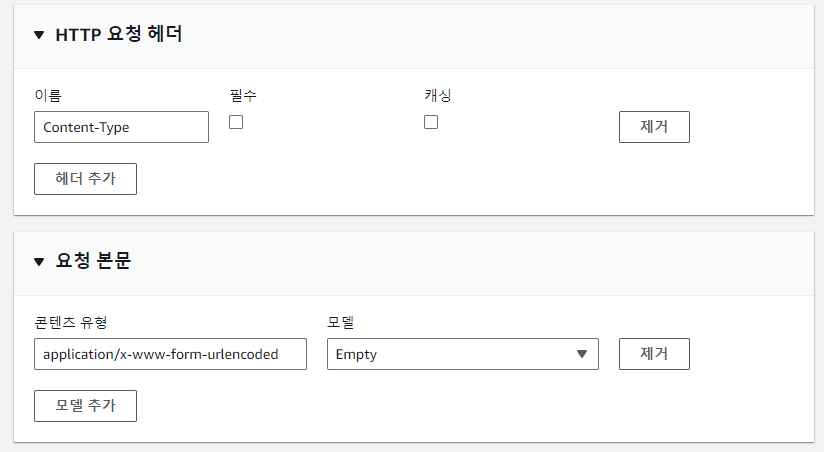 HTTP 요청 헤더
이름 필수 캐싱
Content-Type 제거
헤더 추가
요청 본문
콘텐츠 유형 모델
application/x-www-form-urlencoded Empty 제거
모델 추가